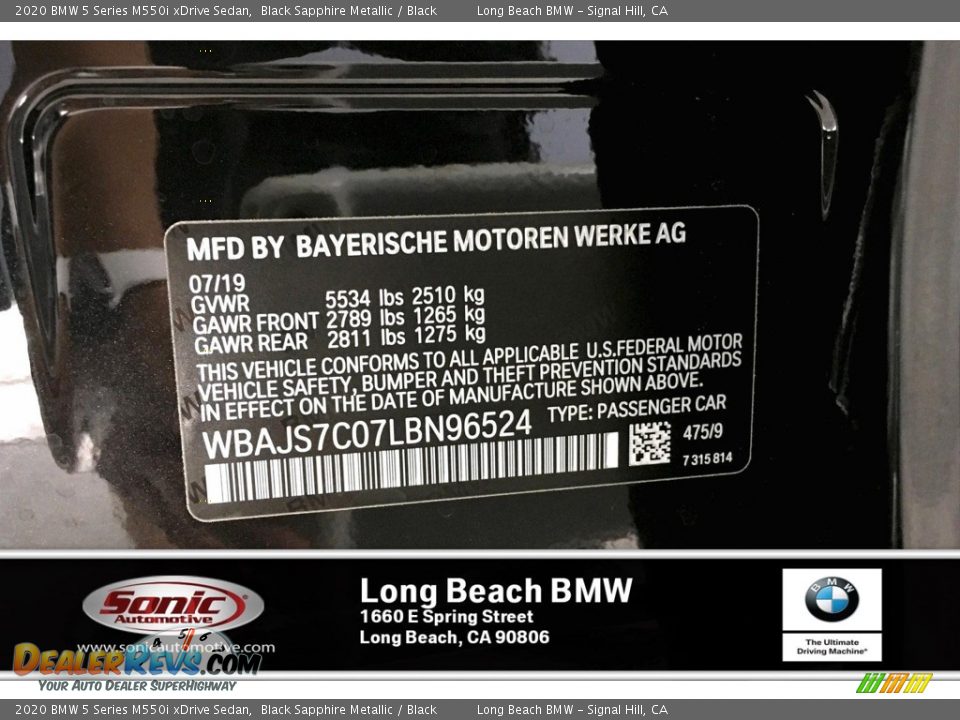 2020 BMW 5 Series M550i xDrive Sedan, Black Sapphire Metallic / Black Long Beach BMW - Signal Hill, CA
MFD BY BAYERISCHE MOTOREN WERKE AG
07/19
GVWR 5534 lbs 2510 kg
GAWR FRONT 2789 lbs 1265 kg
GAWR REAR 2811 lbs 1275 kg
THIS VEHICLE CONFORMS TO ALL APPLICABLE U.S.FEDERAL MOTOR
VEHICLE SAFETY, BUMPER AND THEFT PREVENTION STANDARDS
IN EFFECT ON THE DATE OF MANUFACTURE SHOWN ABOVE.
WBAJS7C07LBN96524 TYPE: PASSENGER CAR
475/9
7 315 814
Sonic
Automotive
www.sonicautomotive.com
Long Beach BMW
1660 E Spring Street
Long Beach, CA 90806
BMW
The Ultimate
Driving Machine®
4 5 6
DEALERREVS.COM
YOUR AUTO DEALER SUPERHIGHWAY
2020 BMW 5 Series M550i xDrive Sedan, Black Sapphire Metallic / Black Long Beach BMW - Signal Hill, CA